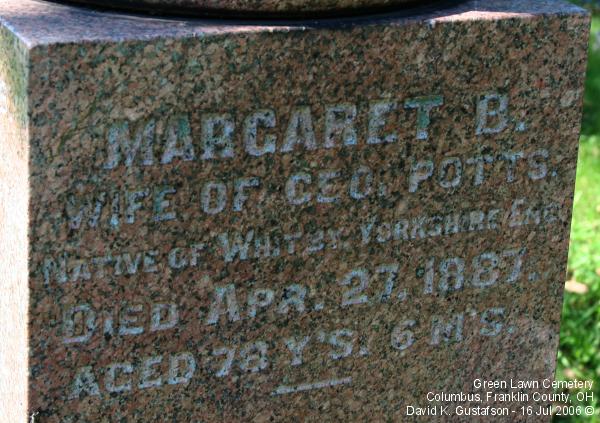 MARGARET B.
WIFE OF GEO. POTTS.
NATIVE OF WHITBY, YORKSHIRE ENG.
DIED APR. 27, 1887.
AGED 78 Y'S. 6 M'S.
Green Lawn Cemetery
Columbus, Franklin County, OH
David K. Gustafson - 16 Jul 2006 ©